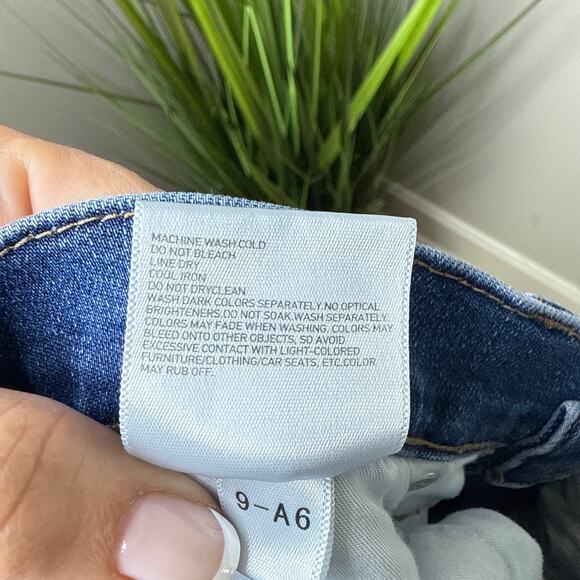 MACHINE WASH COLD
DO NOT BLEACH
LINE DRY
COOL IRON
DO NOT DRYCLEAN
WASH DARK COLORS SEPARATELY.NO OPTICAL
BRIGHTENERS.DO NOT SOAK.WASH SEPARATELY.
COLORS MAY FADE WHEN WASHING, COLORS MAY
BLEED ONTO OTHER OBJECTS, SO AVOID
EXCESSIVE CONTACT WITH LIGHT-COLORED
FURNITURE/CLOTHING/CAR SEATS, ETC.COLOR
MAY RUB OFF.
9-A6